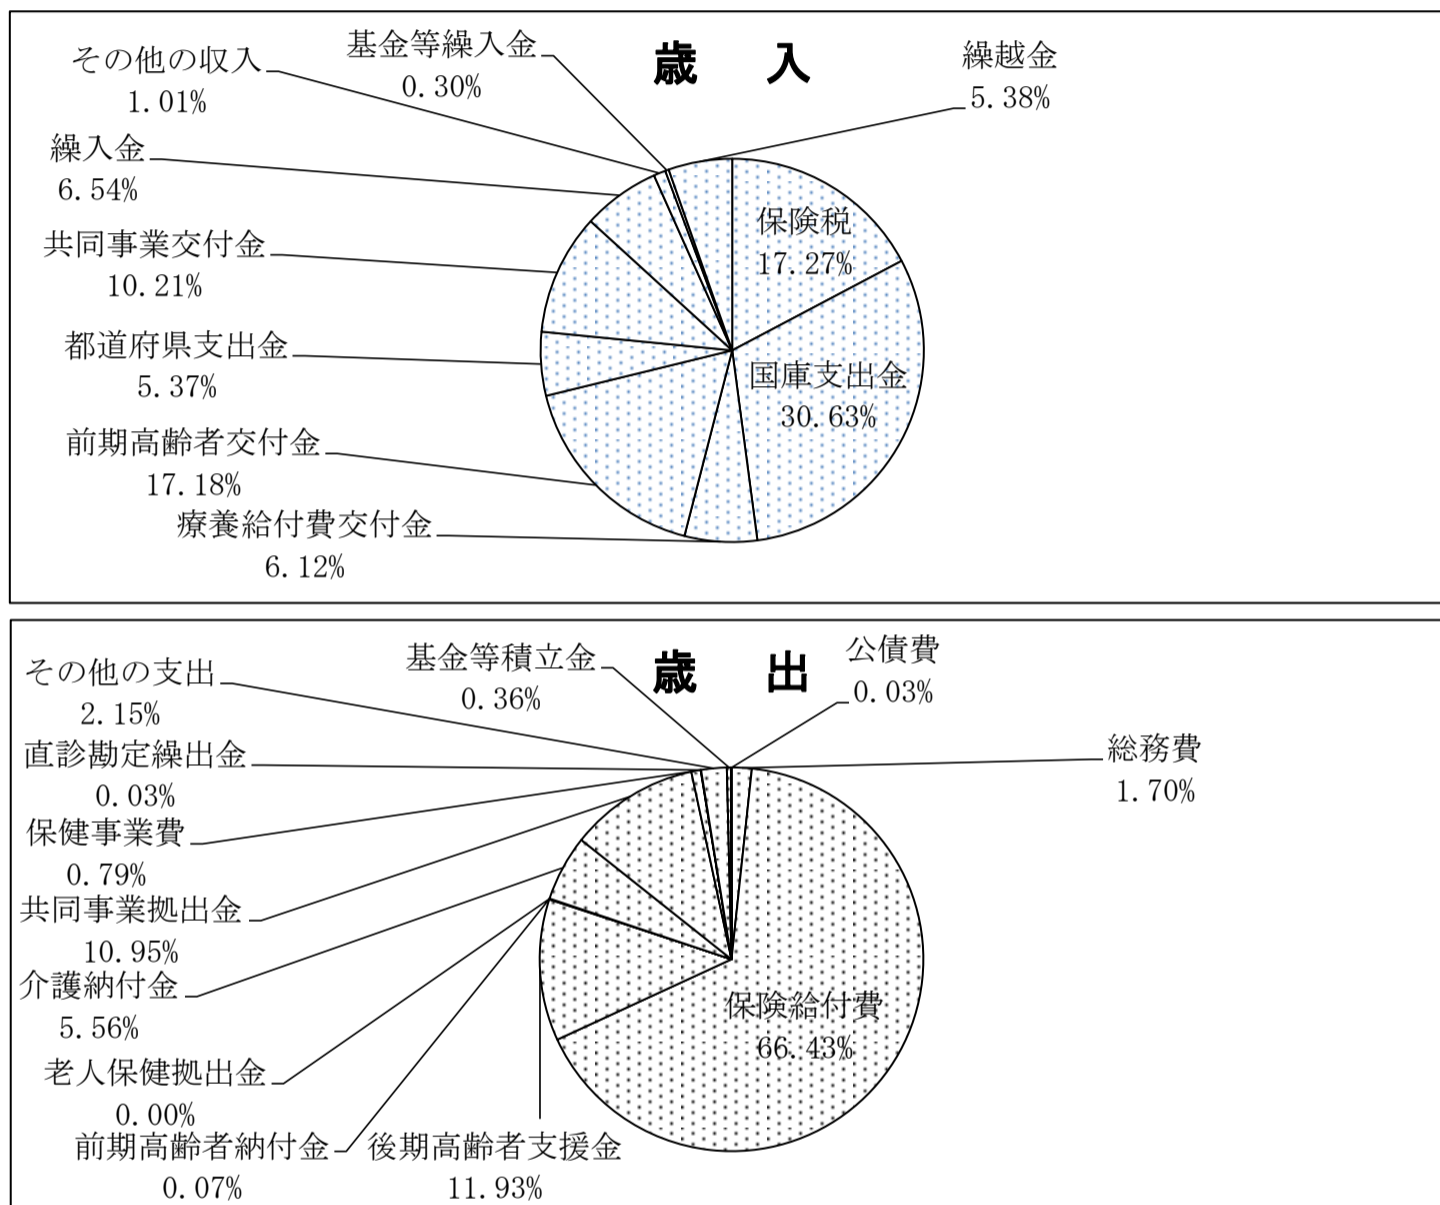 歳　入
その他の収入
1.01%
基金等繰入金
0.30%
繰越金
5.38%
繰入金
6.54%
保険税
17.27%
共同事業交付金
10.21%
都道府県支出金
5.37%
国庫支出金
30.63%
前期高齢者交付金
17.18%
療養給付費交付金
6.12%
歳　出
その他の支出
2.15%
基金等積立金
0.36%
公債費
0.03%
直診勘定繰出金
0.03%
総務費
1.70%
保健事業費
0.79%
共同事業拠出金
10.95%
介護納付金
5.56%
保険給付費
66.43%
老人保健拠出金
0.00%
前期高齢者納付金
0.07%
後期高齢者支援金
11.93%